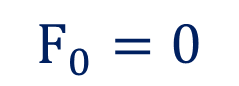 F₀ = 0